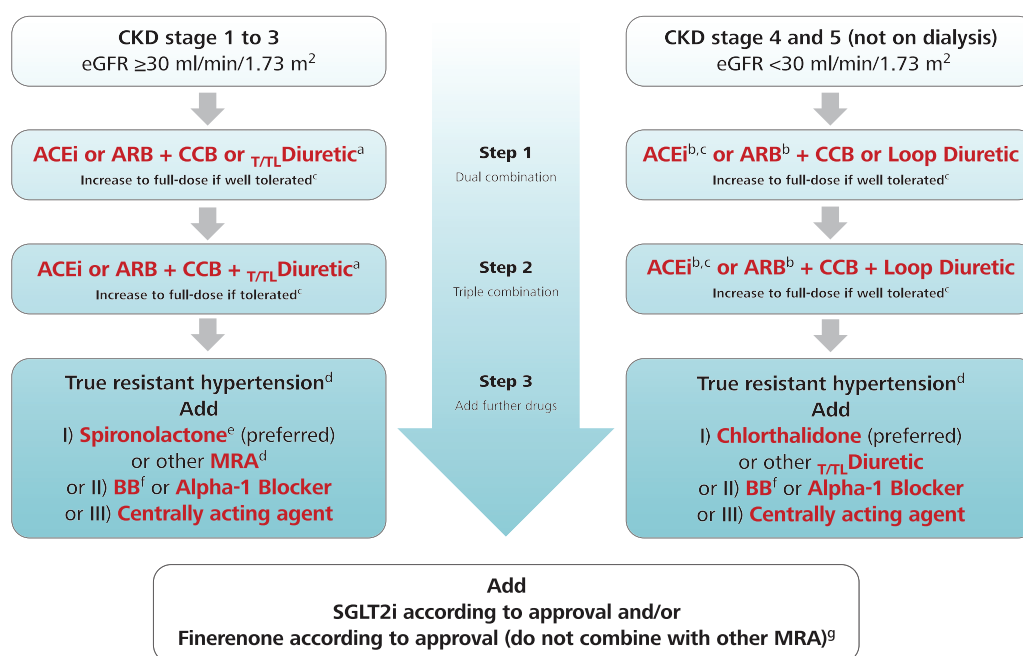 CKD stage 1 to 3
eGFR ≥30 ml/min/1.73 m²
ACEi or ARB + CCB or T/TLDiureticᵃ
Increase to full-dose if well toleratedᶜ
ACEi or ARB + CCB + T/TLDiureticᵃ
Increase to full-dose if toleratedᶜ
True resistant hypertensionᵈ
Add
I) Spironolactoneᵉ (preferred)
or other MRAᵈ
or II) BBᶠ or Alpha-1 Blocker
or III) Centrally acting agent
Step 1
Dual combination
Step 2
Triple combination
Step 3
Add further drugs
CKD stage 4 and 5 (not on dialysis)
eGFR <30 ml/min/1.73 m²
ACEiᵇ,ᶜ or ARBᵇ + CCB or Loop Diuretic
Increase to full-dose if well toleratedᶜ
ACEiᵇ,ᶜ or ARBᵇ + CCB + Loop Diuretic
Increase to full-dose if well toleratedᶜ
True resistant hypertensionᵈ
Add
I) Chlorthalidone (preferred)
or other T/TLDiuretic
or II) BBᶠ or Alpha-1 Blocker
or III) Centrally acting agent
Add
SGLT2i according to approval and/or
Finerenone according to approval (do not combine with other MRA)ᵍ